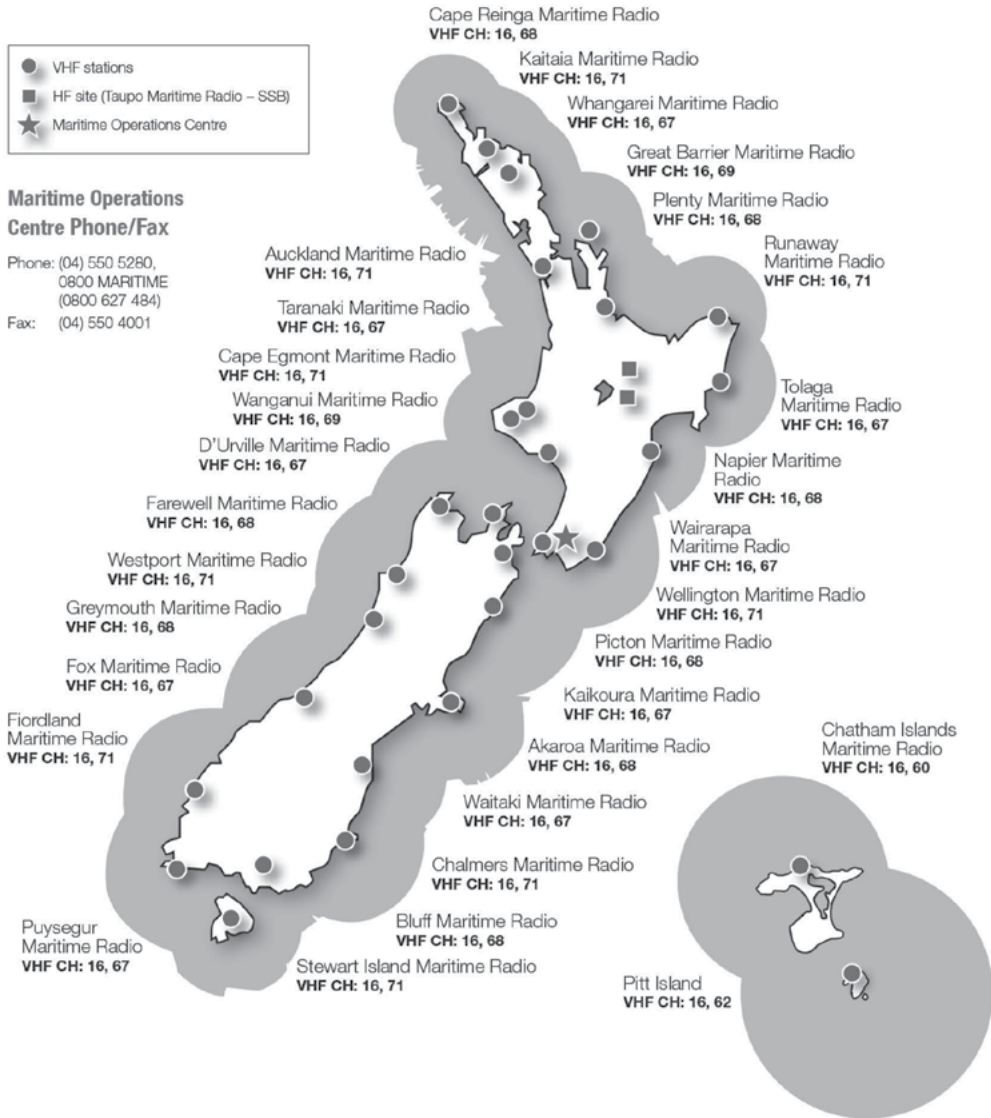 VHF stations
HF site (Taupo Maritime Radio – SSB)
Maritime Operations Centre
Maritime Operations
Centre Phone/Fax
Phone: (04) 550 5280,
0800 MARITIME
(0800 627 484)
Fax: (04) 550 4001
Cape Reinga Maritime Radio
VHF CH: 16, 68
Kaitaia Maritime Radio
VHF CH: 16, 71
Whangarei Maritime Radio
VHF CH: 16, 67
Great Barrier Maritime Radio
VHF CH: 16, 69
Plenty Maritime Radio
VHF CH: 16, 68
Runaway
Maritime Radio
VHF CH: 16, 71
Auckland Maritime Radio
VHF CH: 16, 71
Taranaki Maritime Radio
VHF CH: 16, 67
Cape Egmont Maritime Radio
VHF CH: 16, 71
Wanganui Maritime Radio
VHF CH: 16, 69
D'Urville Maritime Radio
VHF CH: 16, 67
Farewell Maritime Radio
VHF CH: 16, 68
Westport Maritime Radio
VHF CH: 16, 71
Greymouth Maritime Radio
VHF CH: 16, 68
Fox Maritime Radio
VHF CH: 16, 67
Fiordland
Maritime Radio
VHF CH: 16, 71
Puysegur
Maritime Radio
VHF CH: 16, 67
Tolaga
Maritime Radio
VHF CH: 16, 67
Napier Maritime
Radio
VHF CH: 16, 68
Wairarapa
Maritime Radio
VHF CH: 16, 67
Wellington Maritime Radio
VHF CH: 16, 71
Picton Maritime Radio
VHF CH: 16, 68
Kaikoura Maritime Radio
VHF CH: 16, 67
Akaroa Maritime Radio
VHF CH: 16, 68
Waitaki Maritime Radio
VHF CH: 16, 67
Chalmers Maritime Radio
VHF CH: 16, 71
Bluff Maritime Radio
VHF CH: 16, 68
Stewart Island Maritime Radio
VHF CH: 16, 71
Chatham Islands
Maritime Radio
VHF CH: 16, 60
Pitt Island
VHF CH: 16, 62